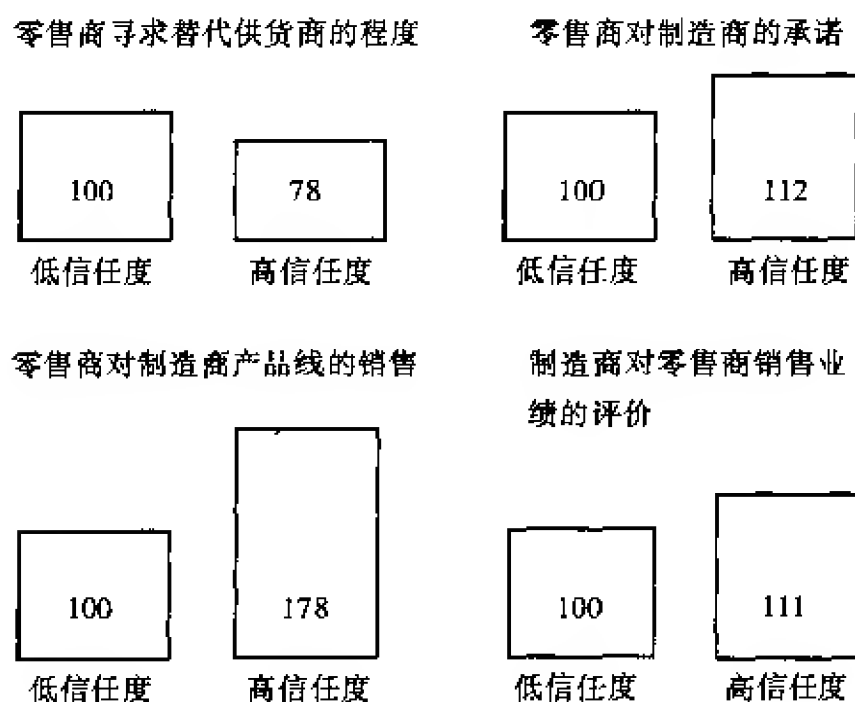 零售商寻求替代供货商的程度
100
78
低信任度
高信任度
零售商对制造商的承诺
100
112
低信任度
高信任度
零售商对制造商产品线的销售
100
178
低信任度
高信任度
制造商对零售商销售业
绩的评价
100
111
低信任度
高信任度